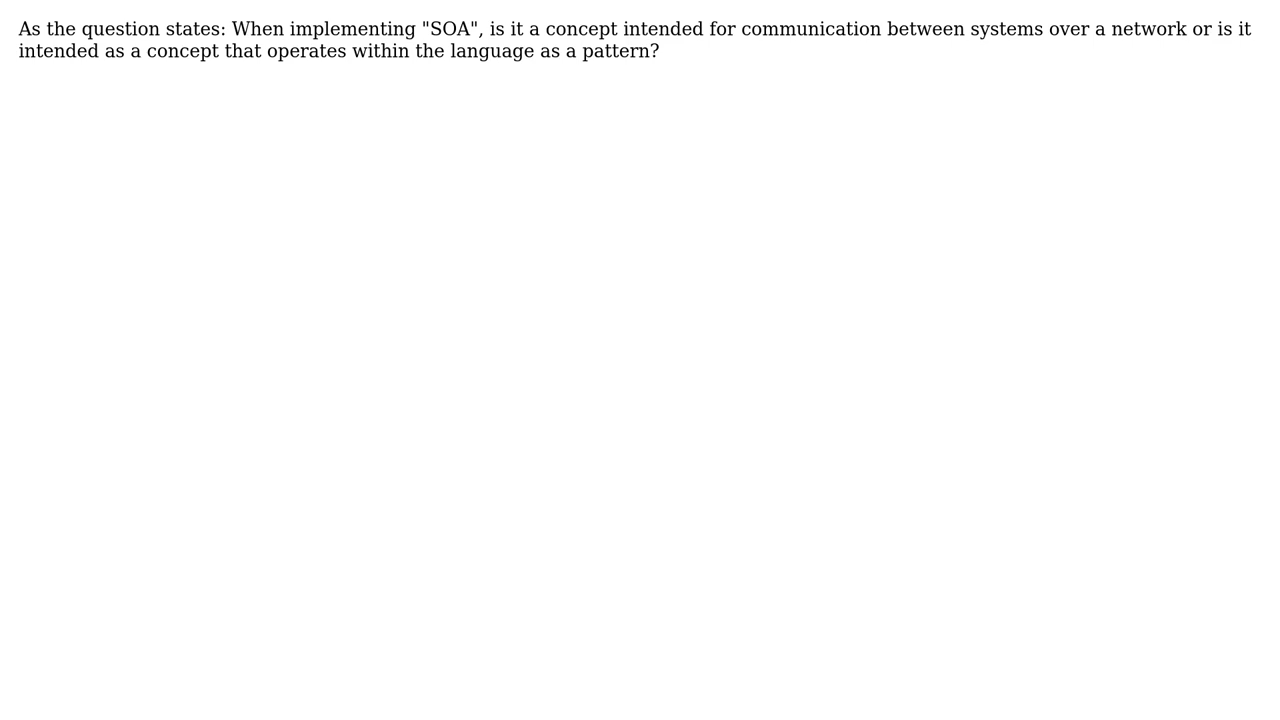 As the question states: When implementing "SOA", is it a concept intended for communication between systems over a network or is it
intended as a concept that operates within the language as a pattern?